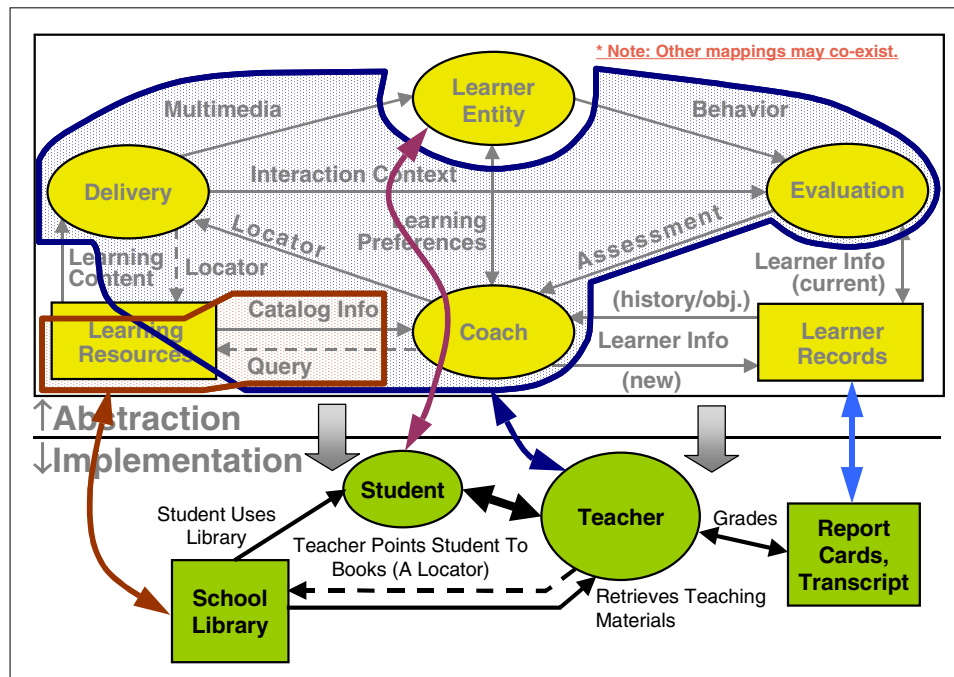 * Note: Other mappings may co-exist.
Learner
Entity
Multimedia
Behavior
Delivery
Interaction Context
Evaluation
Learning
Preferences
Locator
Assessment
Learning
Content
Locator
Learner Info
(current)
Catalog Info
(history/obj.)
Learning
Resources
Coach
Learner Info
Learner
Records
Query
(new)
↑Abstraction
↓Implementation
Student
Teacher
Student Uses
Library
Grades
Report
Cards,
Transcript
Teacher Points Student To
Books (A Locator)
School
Library
Retrieves Teaching
Materials